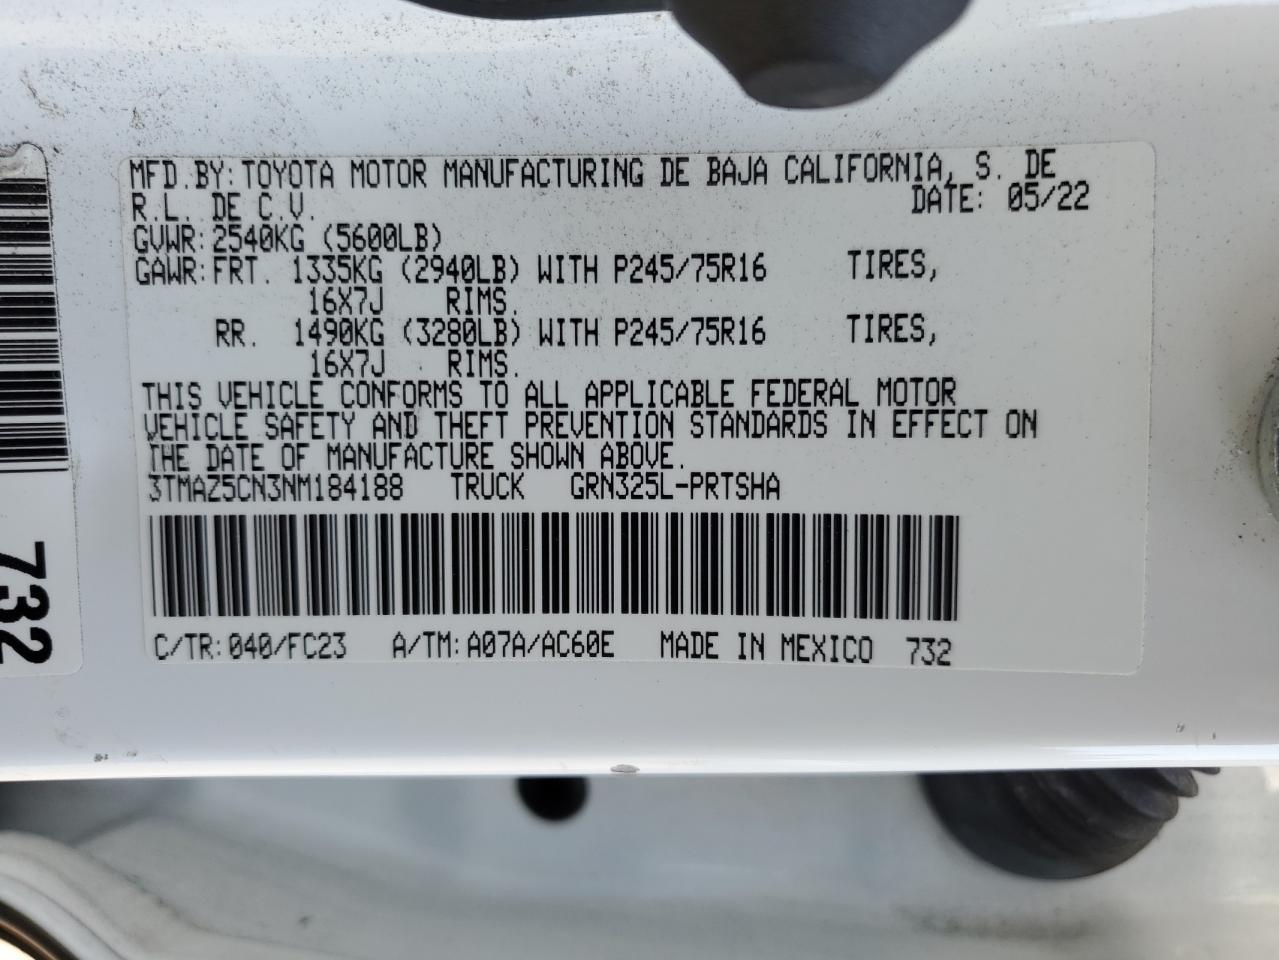 MFD.BY:TOYOTA MOTOR MANUFACTURING DE BAJA CALIFORNIA, S. DE
R.L. DE C.V. DATE: 05/22
GVWR:2540KG (5600LB)
GAWR:FRT. 1335KG (2940LB) WITH P245/75R16 TIRES,
16X7J RIMS.
RR. 1490KG (3280LB) WITH P245/75R16 TIRES,
16X7J RIMS.
THIS VEHICLE CONFORMS TO ALL APPLICABLE FEDERAL MOTOR
VEHICLE SAFETY AND THEFT PREVENTION STANDARDS IN EFFECT ON
THE DATE OF MANUFACTURE SHOWN ABOVE.
3TMAZ5CN3NM184188 TRUCK GRN325L-PRTSHA
C/TR:040/FC23 A/TM:A07A/AC60E MADE IN MEXICO 732
732